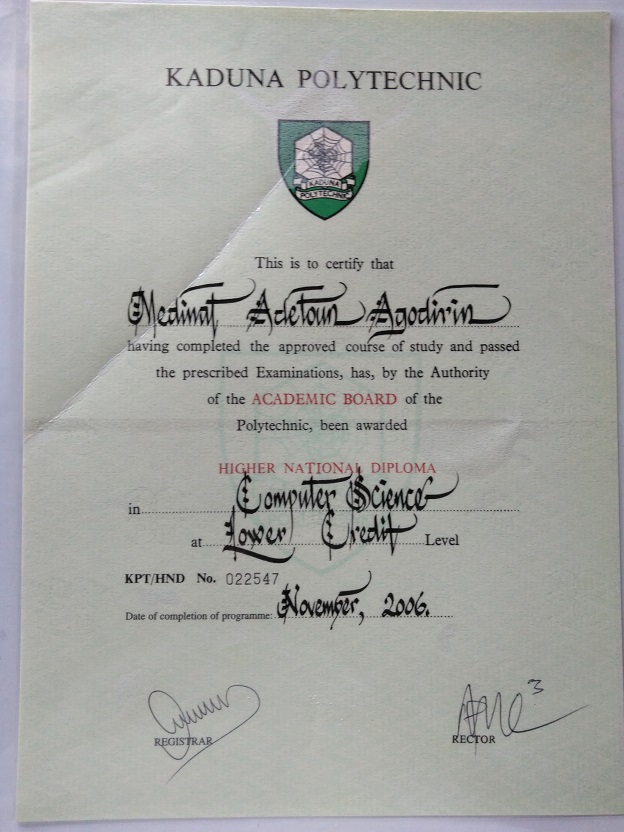 KADUNA POLYTECHNIC
KADUNA
POLYTECHNIC
This is to certify that
Medinat Adetoun Agodirin
having completed the approved course of study and passed
the prescribed Examinations, has, by the Authority
of the ACADEMIC BOARD of the
Polytechnic, been awarded
HIGHER NATIONAL DIPLOMA
in Computer Science
at Lower Credit Level
KPT/HND No. 022547
Date of completion of programme: November, 2006.
REGISTRAR
RECTOR